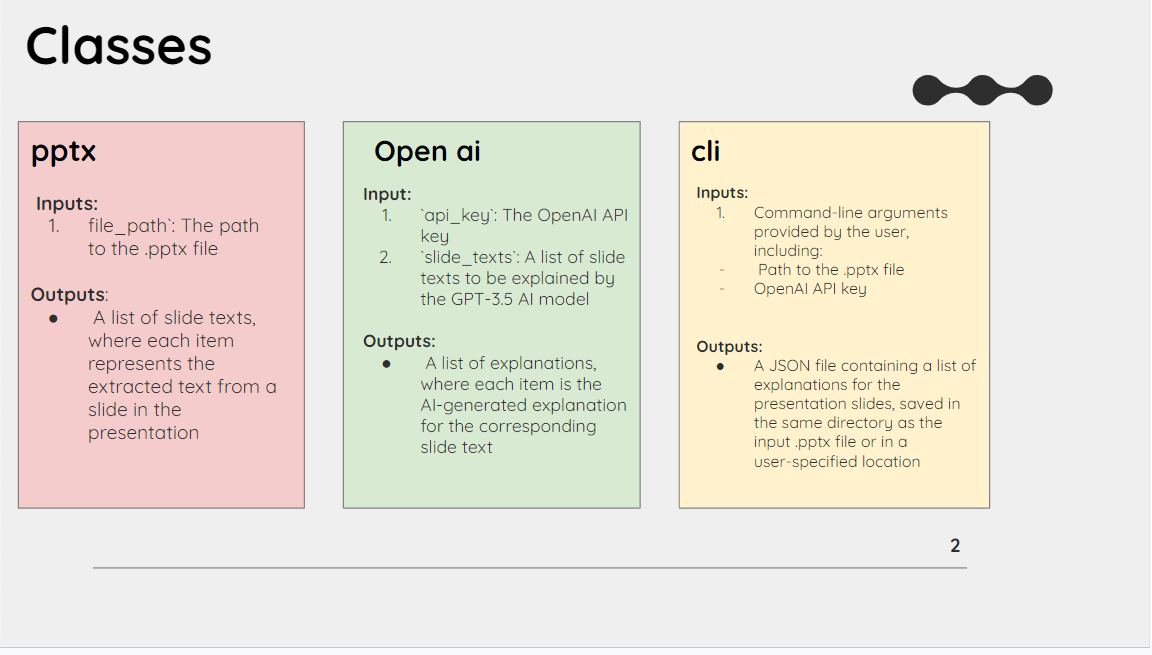 Classes
pptx
Inputs:
1. file_path`: The path
to the .pptx file
Outputs:
● A list of slide texts,
where each item
represents the
extracted text from a
slide in the
presentation
Open ai
Input:
1. `api_key`: The OpenAI API
key
2. `slide_texts`: A list of slide
texts to be explained by
the GPT-3.5 AI model
Outputs:
● A list of explanations,
where each item is the
AI-generated explanation
for the corresponding
slide text
cli
Inputs:
1. Command-line arguments
provided by the user,
including:
- Path to the .pptx file
- OpenAI API key
Outputs:
● A JSON file containing a list of
explanations for the
presentation slides, saved in
the same directory as the
input .pptx file or in a
user-specified location
2